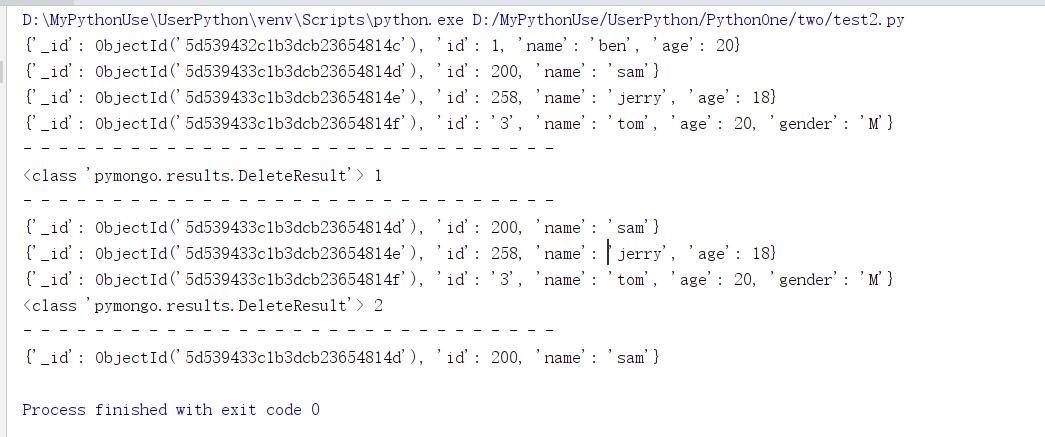 D:\MyPythonUse\UserPython\venv\Scripts\python.exe D:/MyPythonUse/UserPython/PythonOne/two/test2.py
{'_id': ObjectId('5d539432c1b3dcb23654814c'), 'id': 1, 'name': 'ben', 'age': 20}
{'_id': ObjectId('5d539433c1b3dcb23654814d'), 'id': 200, 'name': 'sam'}
{'_id': ObjectId('5d539433c1b3dcb23654814e'), 'id': 258, 'name': 'jerry', 'age': 18}
{'_id': ObjectId('5d539433c1b3dcb23654814f'), 'id': '3', 'name': 'tom', 'age': 20, 'gender': 'M'}
- - - - - - - - - - - - - - - - - - - - - - - - - - - - - -
<class 'pymongo.results.DeleteResult'> 1
- - - - - - - - - - - - - - - - - - - - - - - - - - - - - -
{'_id': ObjectId('5d539433c1b3dcb23654814d'), 'id': 200, 'name': 'sam'}
{'_id': ObjectId('5d539433c1b3dcb23654814e'), 'id': 258, 'name': 'jerry', 'age': 18}
{'_id': ObjectId('5d539433c1b3dcb23654814f'), 'id': '3', 'name': 'tom', 'age': 20, 'gender': 'M'}
<class 'pymongo.results.DeleteResult'> 2
- - - - - - - - - - - - - - - - - - - - - - - - - - - - - -
{'_id': ObjectId('5d539433c1b3dcb23654814d'), 'id': 200, 'name': 'sam'}
Process finished with exit code 0